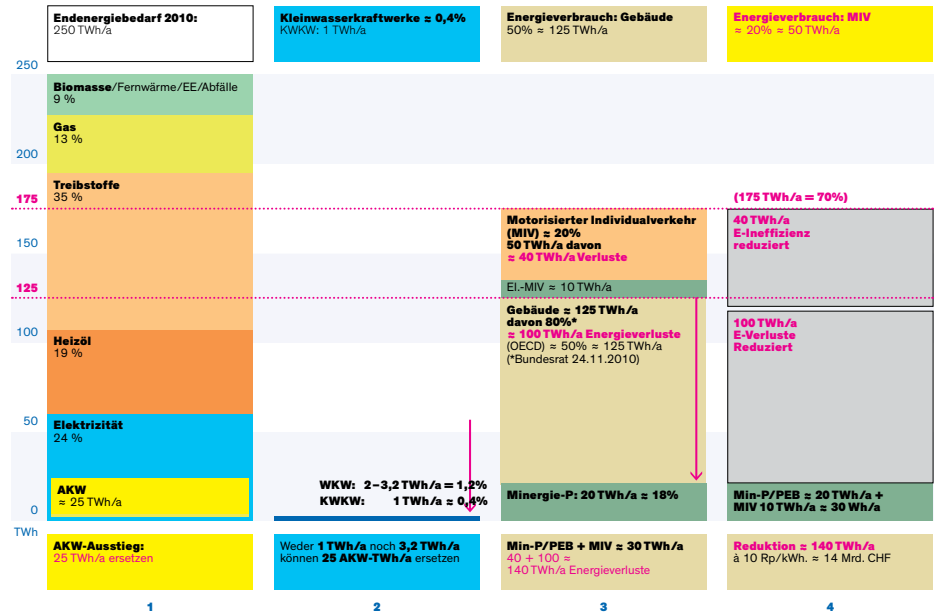 Endenergiebedarf 2010:
250 TWh/a
Kleinwasserkraftwerke ≈ 0,4%
KWKW: 1 TWh/a
Energieverbrauch: Gebäude
50% ≈ 125 TWh/a
Energieverbrauch: MIV
≈ 20% ≈ 50 TWh/a
250
200
175
150
125
100
50
0
TWh
Biomasse/Fernwärme/EE/Abfälle
9 %
Gas
13 %
Treibstoffe
35 %
Heizöl
19 %
Elektrizität
24 %
AKW
≈ 25 TWh/a
WKW: 2–3,2 TWh/a = 1,2%
KWKW: 1 TWh/a ≈ 0,4%
Motorisierter Individualverkehr
(MIV) ≈ 20%
50 TWh/a davon
≈ 40 TWh/a Verluste
El.-MIV ≈ 10 TWh/a
Gebäude ≈ 125 TWh/a
davon 80%*
≈ 100 TWh/a Energieverluste
(OECD) ≈ 50% ≈ 125 TWh/a
(*Bundesrat 24.11.2010)
Minergie-P: 20 TWh/a ≈ 18%
(175 TWh/a = 70%)
40 TWh/a
E-Ineffizienz
reduziert
100 TWh/a
E-Verluste
Reduziert
Min-P/PEB ≈ 20 TWh/a +
MIV 10 TWh/a ≈ 30 Wh/a
AKW-Ausstieg:
25 TWh/a ersetzen
Weder 1 TWh/a noch 3,2 TWh/a
können 25 AKW-TWh/a ersetzen
Min-P/PEB + MIV ≈ 30 TWh/a
40 + 100 ≈
140 TWh/a Energieverluste
Reduktion ≈ 140 TWh/a
à 10 Rp/kWh. ≈ 14 Mrd. CHF
1
2
3
4